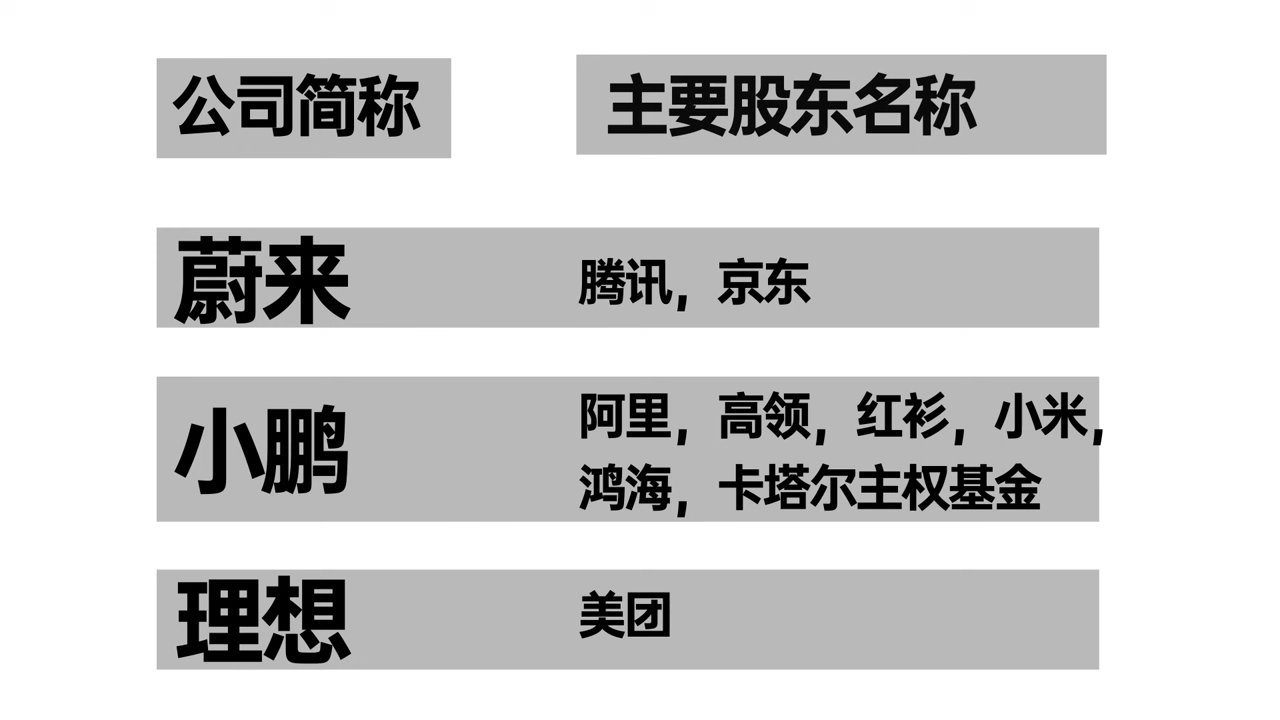 公司简称 主要股东名称
蔚来 腾讯，京东
小鹏 阿里，高领，红衫，小米，
鸿海，卡塔尔主权基金
理想 美团